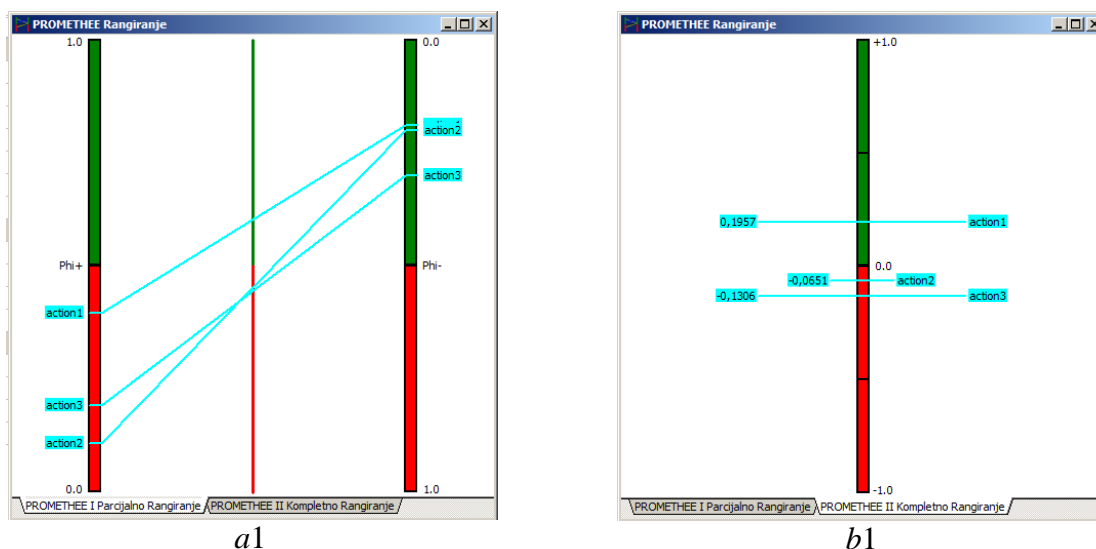 PROMETHEE Rangiranje
1.0
0.0
action2
action3
Phi+
Phi-
action1
action3
action2
0.0
1.0
PROMETHEE I Parcijalno Rangiranje
PROMETHEE II Kompletno Rangiranje
a1
PROMETHEE Rangiranje
+1.0
0,1957
action1
0.0
-0,0651
action2
-0,1306
action3
-1.0
PROMETHEE I Parcijalno Rangiranje
PROMETHEE II Kompletno Rangiranje
b1